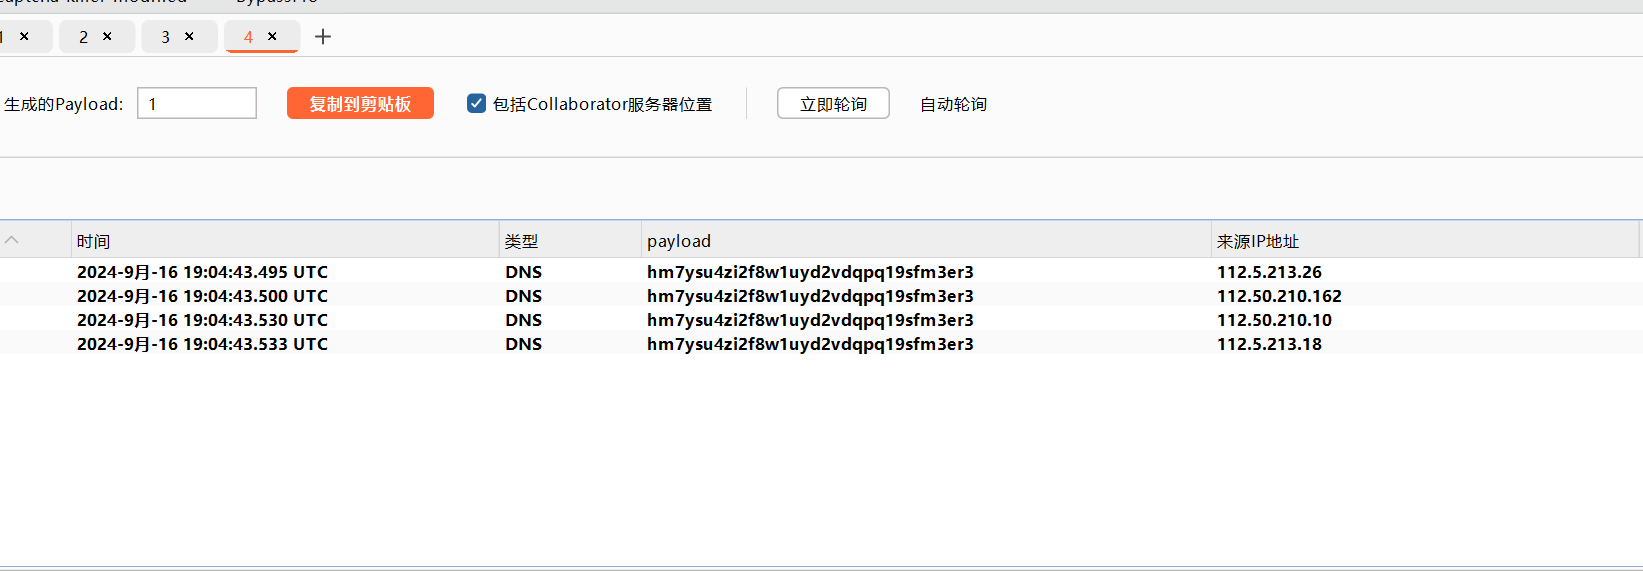 1 × 2 × 3 × 4 × +
生成的Payload: 1 复制到剪贴板 包括Collaborator服务器位置 立即轮询 自动轮询
时间 类型 payload 来源IP地址
2024-9月-16 19:04:43.495 UTC DNS hm7ysu4zi2f8w1uyd2vdqpq19sfm3er3 112.5.213.26
2024-9月-16 19:04:43.500 UTC DNS hm7ysu4zi2f8w1uyd2vdqpq19sfm3er3 112.50.210.162
2024-9月-16 19:04:43.530 UTC DNS hm7ysu4zi2f8w1uyd2vdqpq19sfm3er3 112.50.210.10
2024-9月-16 19:04:43.533 UTC DNS hm7ysu4zi2f8w1uyd2vdqpq19sfm3er3 112.5.213.18